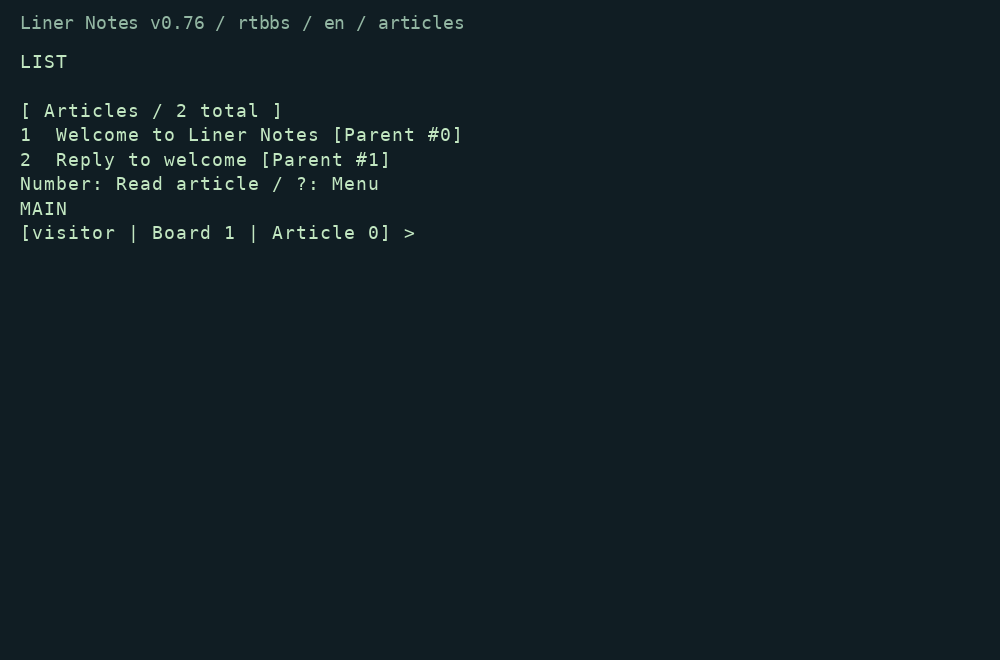 Liner Notes v0.76 / rtbbs / en / articles
LIST
[ Articles / 2 total ]
1  Welcome to Liner Notes [Parent #0]
2  Reply to welcome [Parent #1]
Number: Read article / ?: Menu
MAIN
[visitor | Board 1 | Article 0] >